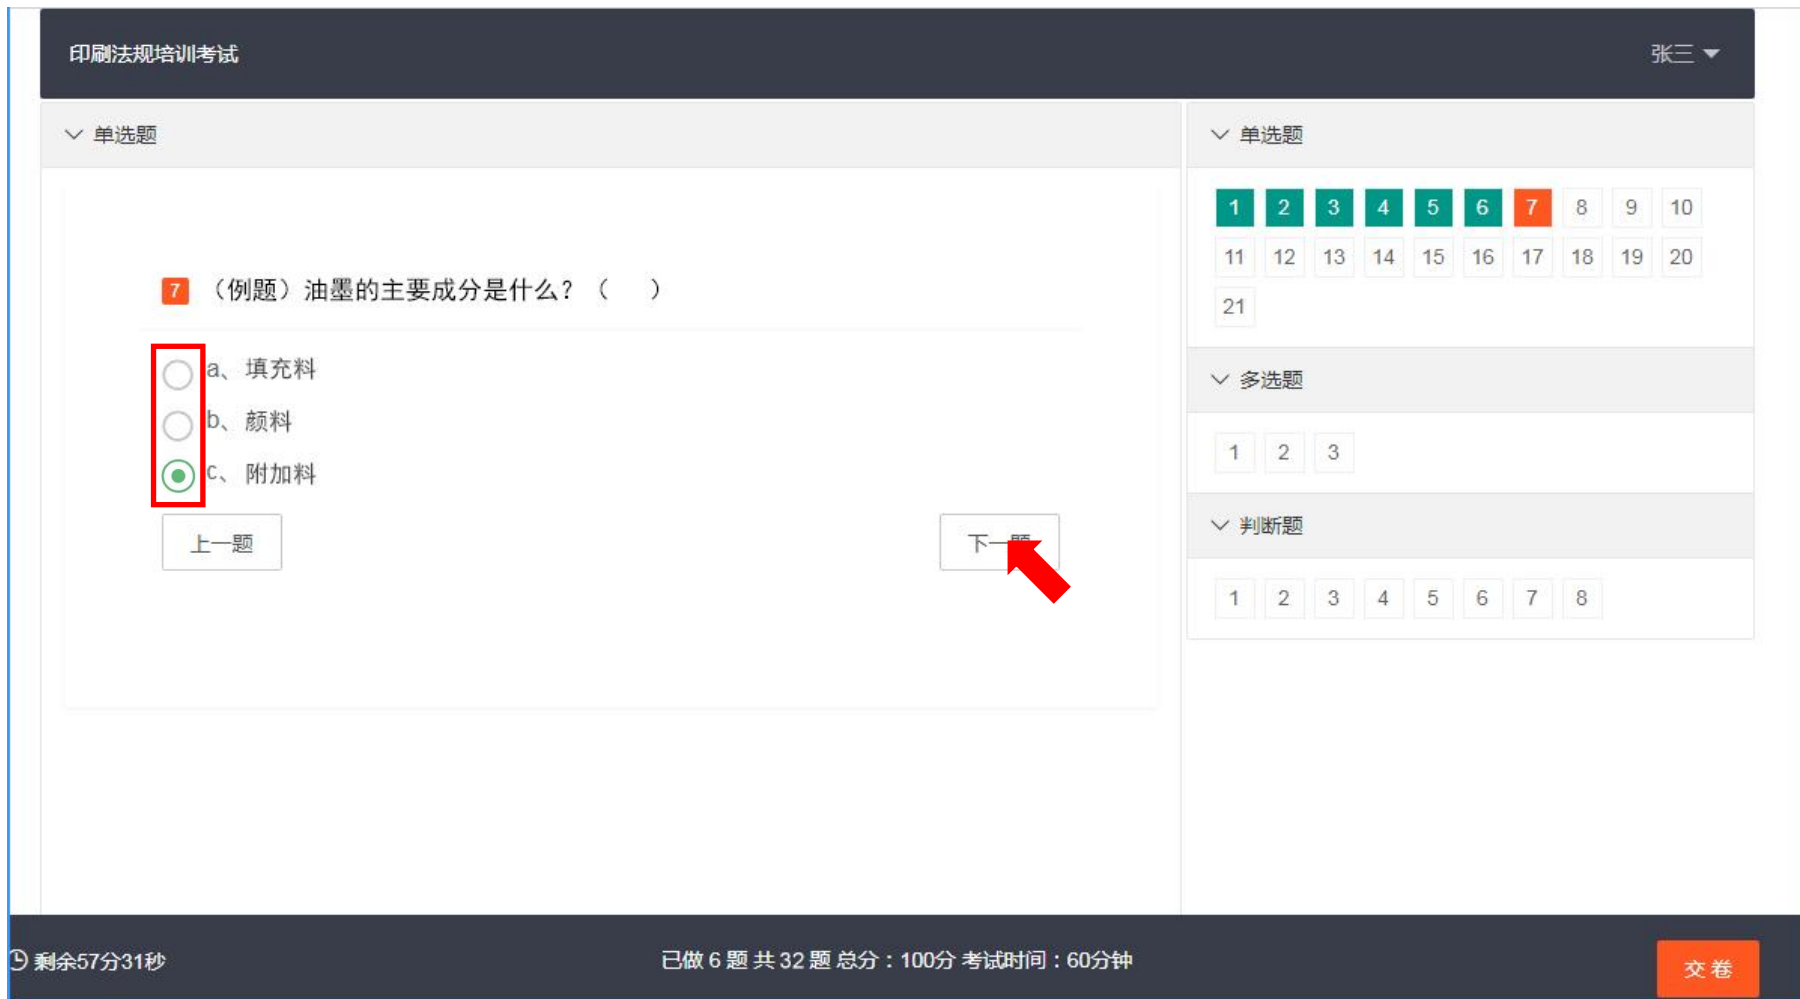 印刷法规培训考试
张三
单选题
7 （例题）油墨的主要成分是什么？（ ）
a、填充料
b、颜料
c、附加料
上一题
下一题
单选题
1 2 3 4 5 6 7 8 9 10
11 12 13 14 15 16 17 18 19 20
21
多选题
1 2 3
判断题
1 2 3 4 5 6 7 8
剩余57分31秒
已做 6 题 共 32 题 总分：100分 考试时间：60分钟
交 卷